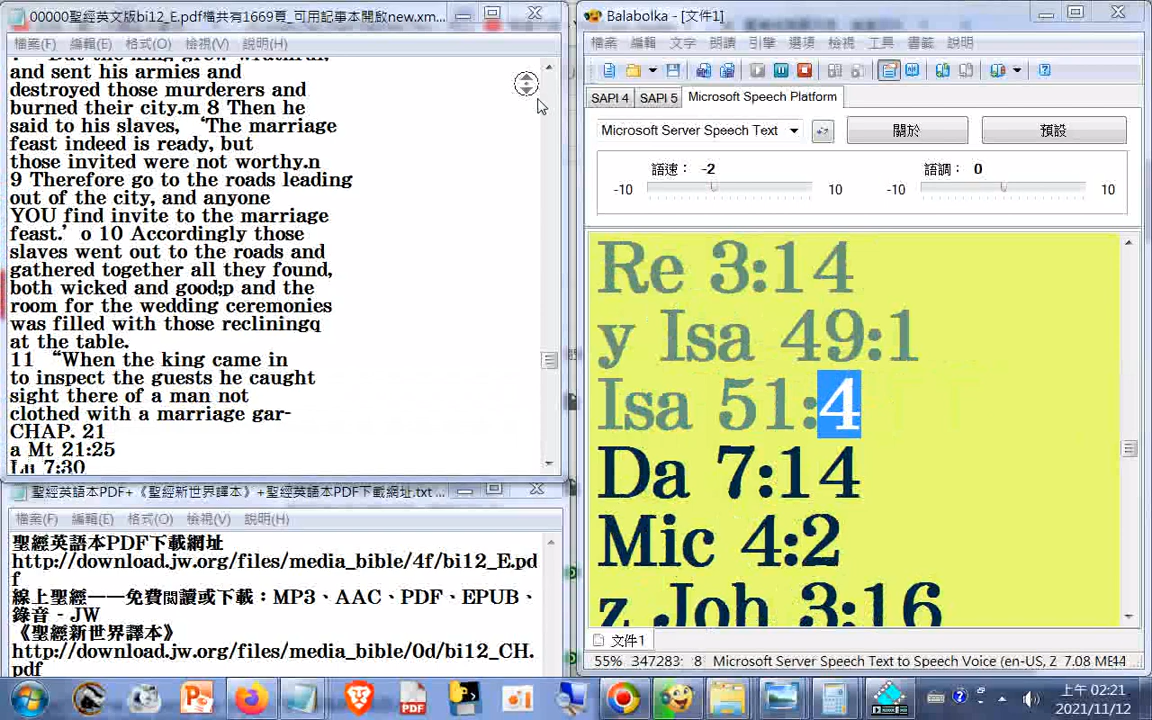 00000聖經英文版bi12_E.pdf檔共有1669頁_可用記事本開啟new.xm...
檔案(F) 編輯(E) 格式(O) 檢視(V) 說明(H)
7 But the king grew wrathful,
and sent his armies and
destroyed those murderers and
burned their city.m 8 Then he
said to his slaves, ‘The marriage
feast indeed is ready, but
those invited were not worthy.n
9 Therefore go to the roads leading
out of the city, and anyone
YOU find invite to the marriage
feast.’ o 10 Accordingly those
slaves went out to the roads and
gathered together all they found,
both wicked and good;p and the
room for the wedding ceremonies
was filled with those recliningq
at the table.
11 “When the king came in
to inspect the guests he caught
sight there of a man not
clothed with a marriage gar-
CHAP. 21
a Mt 21:25
Lu 7:30
聖經英語本PDF+《聖經新世界譯本》+聖經英語本PDF下載網址.txt ...
檔案(F) 編輯(E) 格式(O) 檢視(V) 說明(H)
聖經英語本PDF下載網址
http://download.jw.org/files/media_bible/4f/bi12_E.pd
f
線上聖經——免費閱讀或下載：MP3、AAC、PDF、EPUB、
錄音 - JW
《聖經新世界譯本》
http://download.jw.org/files/media_bible/0d/bi12_CH.
pdf
Balabolka - [文件1]
檔案 編輯 文字 朗讀 引擎 選項 檢視 工具 書籤 說明
SAPI 4 SAPI 5 Microsoft Speech Platform
Microsoft Server Speech Text 關於 預設
語速： -2 語調： 0
-10 10 -10 10
Re 3:14
y Isa 49:1
Isa 51:4
Da 7:14
Mic 4:2
z Joh 3:16
文件1
55% 347283: 8 Microsoft Server Speech Text to Speech Voice (en-US, Z 7.08 ME44
上午 02:21
2021/11/12